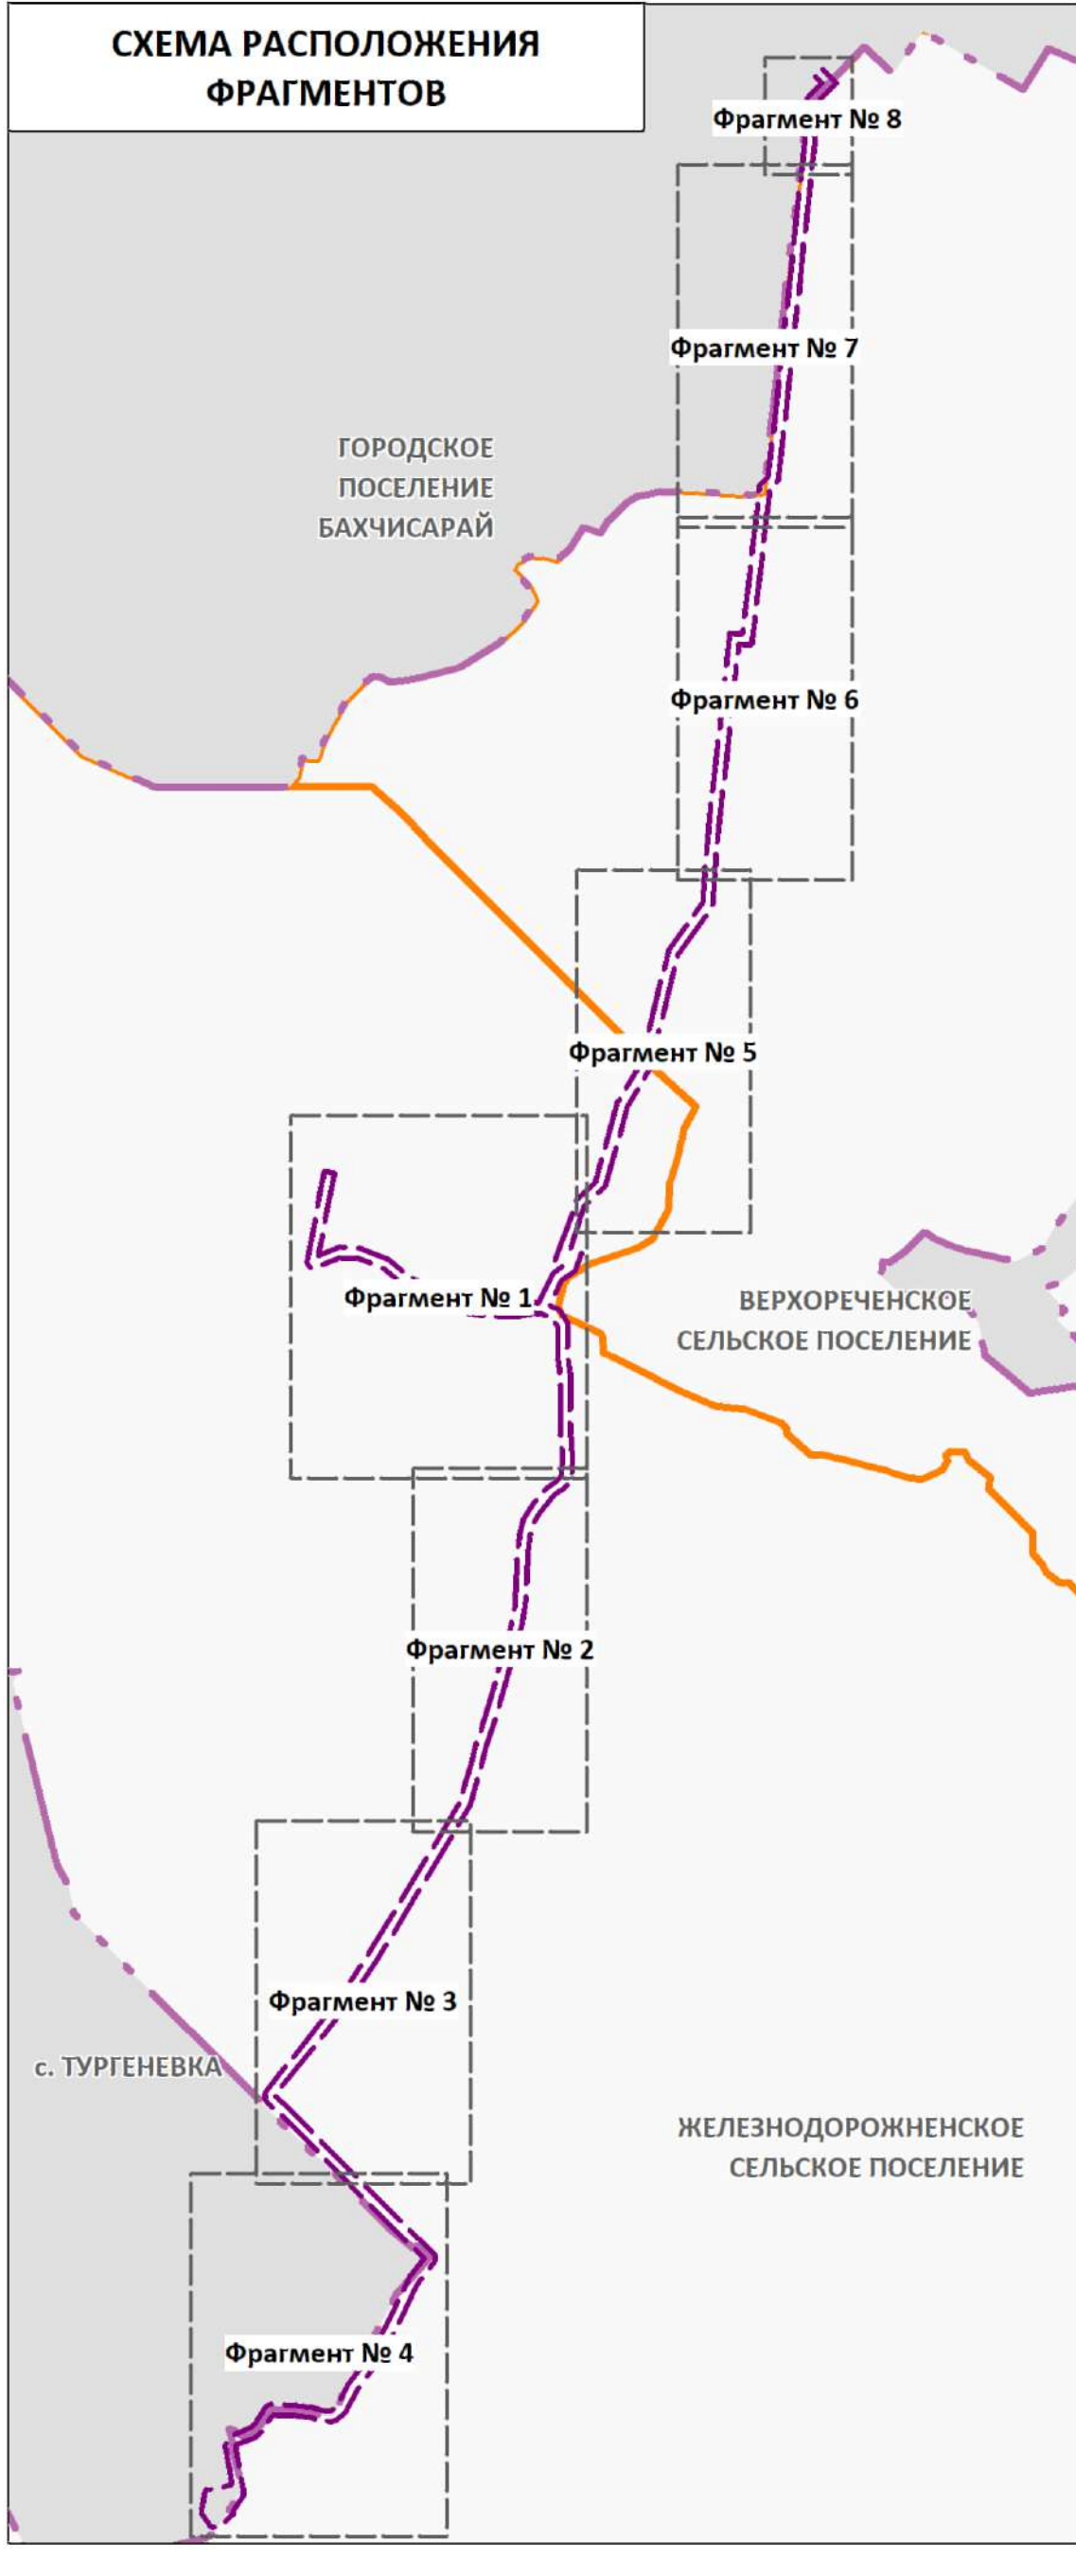 СХЕМА РАСПОЛОЖЕНИЯ
ФРАГМЕНТОВ
Фрагмент № 8
Фрагмент № 7
ГОРОДСКОЕ
ПОСЕЛЕНИЕ
БАХЧИСАРАЙ
Фрагмент № 6
Фрагмент № 5
Фрагмент № 1
ВЕРХОРЕЧЕНСКОЕ
СЕЛЬСКОЕ ПОСЕЛЕНИЕ
Фрагмент № 2
Фрагмент № 3
с. ТУРГЕНЕВКА
ЖЕЛЕЗНОДОРОЖНЕНСКОЕ
СЕЛЬСКОЕ ПОСЕЛЕНИЕ
Фрагмент № 4